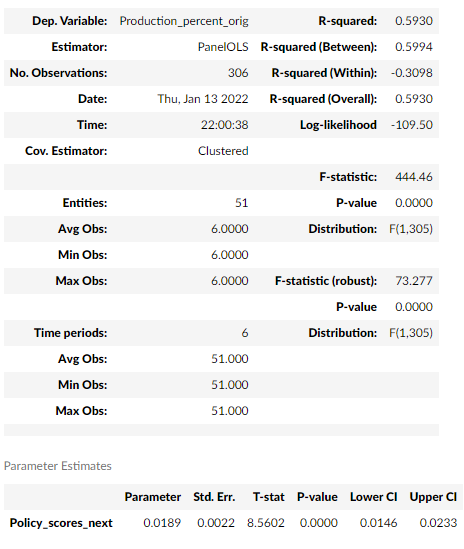 Dep. Variable: Production_percent_orig R-squared: 0.5930
Estimator: PanelOLS R-squared (Between): 0.5994
No. Observations: 306 R-squared (Within): -0.3098
Date: Thu, Jan 13 2022 R-squared (Overall): 0.5930
Time: 22:00:38 Log-likelihood -109.50
Cov. Estimator: Clustered
F-statistic: 444.46
Entities: 51 P-value 0.0000
Avg Obs: 6.0000 Distribution: F(1,305)
Min Obs: 6.0000
Max Obs: 6.0000 F-statistic (robust): 73.277
P-value 0.0000
Time periods: 6 Distribution: F(1,305)
Avg Obs: 51.000
Min Obs: 51.000
Max Obs: 51.000
Parameter Estimates
Parameter Std. Err. T-stat P-value Lower CI Upper CI
Policy_scores_next 0.0189 0.0022 8.5602 0.0000 0.0146 0.0233